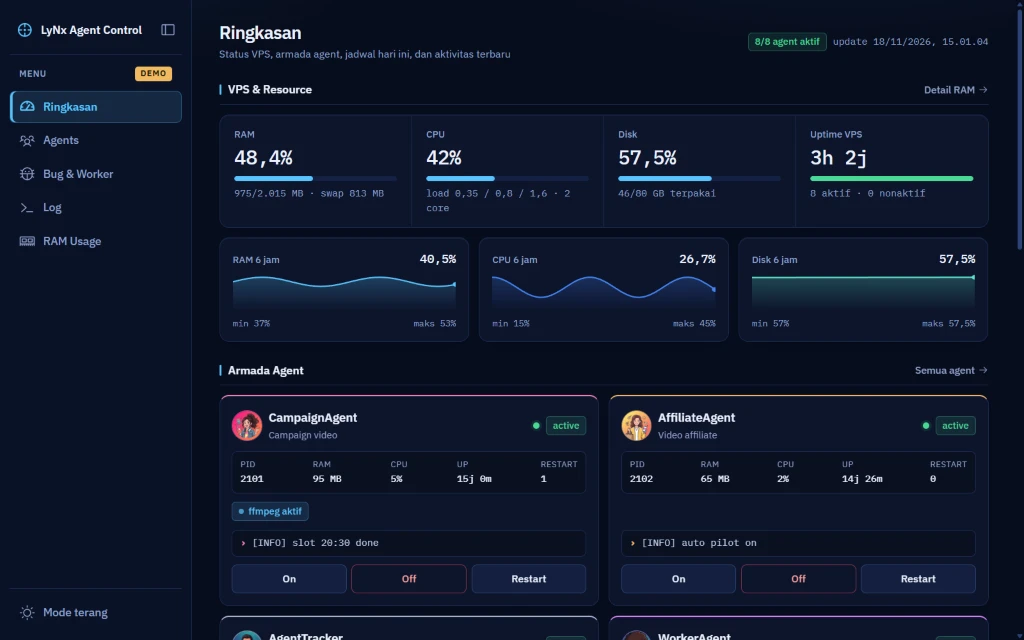 LyNx Agent Control
MENU
DEMO
Ringkasan
Agents
Bug & Worker
Log
RAM Usage
Mode terang
Ringkasan
Status VPS, armada agent, jadwal hari ini, dan aktivitas terbaru
8/8 agent aktif
update 18/11/2026, 15.01.04
VPS & Resource
Detail RAM →
RAM
48,4%
975/2.015 MB · swap 813 MB
CPU
42%
load 0,35 / 0,8 / 1,6 · 2
core
Disk
57,5%
46/80 GB terpakai
Uptime VPS
3h 2j
8 aktif · 0 nonaktif
RAM 6 jam
40,5%
min 37%
maks 53%
CPU 6 jam
26,7%
min 15%
maks 45%
Disk 6 jam
57,5%
min 57%
maks 57,5%
Armada Agent
Semua agent →
CampaignAgent
Campaign video
active
PID RAM CPU UP RESTART
2101 95 MB 5% 15j 0m 1
ffmpeg aktif
› [INFO] slot 20:30 done
On
Off
Restart
AffiliateAgent
Video affiliate
active
PID RAM CPU UP RESTART
2102 65 MB 2% 14j 26m 0
› [INFO] auto pilot on
On
Off
Restart
AgentTracker
WorkerAgent